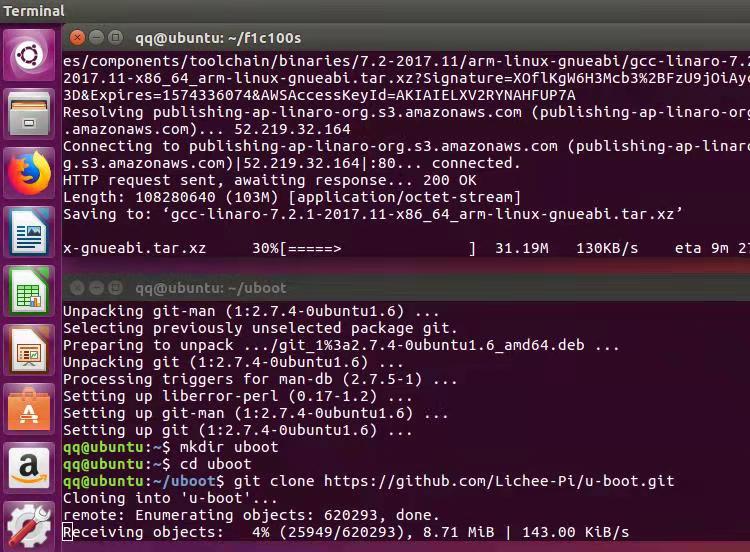 Terminal
qq@ubuntu: ~/f1c100s
es/components/toolchain/binaries/7.2-2017.11/arm-linux-gnueabi/gcc-linaro-7.2
2017.11-x86_64_arm-linux-gnueabi.tar.xz?Signature=XOflKgW6H3Mcb3%2BFzU9jOiAyc
3D&Expires=1574336074&AWSAccessKeyId=AKIAIELXV2RYNAHFUP7A
Resolving publishing-ap-linaro-org.s3.amazonaws.com (publishing-ap-linaro-org
.amazonaws.com)... 52.219.32.164
Connecting to publishing-ap-linaro-org.s3.amazonaws.com (publishing-ap-linaro
g.s3.amazonaws.com)|52.219.32.164|:80... connected.
HTTP request sent, awaiting response... 200 OK
Length: 108280640 (103M) [application/octet-stream]
Saving to: ‘gcc-linaro-7.2.1-2017.11-x86_64_arm-linux-gnueabi.tar.xz’
x-gnueabi.tar.xz 30%[=====> ] 31.19M 130KB/s eta 9m 27
qq@ubuntu: ~/uboot
Unpacking git-man (1:2.7.4-0ubuntu1.6) ...
Selecting previously unselected package git.
Preparing to unpack .../git_1%3a2.7.4-0ubuntu1.6_amd64.deb ...
Unpacking git (1:2.7.4-0ubuntu1.6) ...
Processing triggers for man-db (2.7.5-1) ...
Setting up liberror-perl (0.17-1.2) ...
Setting up git-man (1:2.7.4-0ubuntu1.6) ...
Setting up git (1:2.7.4-0ubuntu1.6) ...
qq@ubuntu:~$ mkdir uboot
qq@ubuntu:~$ cd uboot
qq@ubuntu:~/uboot$ git clone https://github.com/Lichee-Pi/u-boot.git
Cloning into 'u-boot'...
remote: Enumerating objects: 620293, done.
Receiving objects: 4% (25949/620293), 8.71 MiB | 143.00 KiB/s